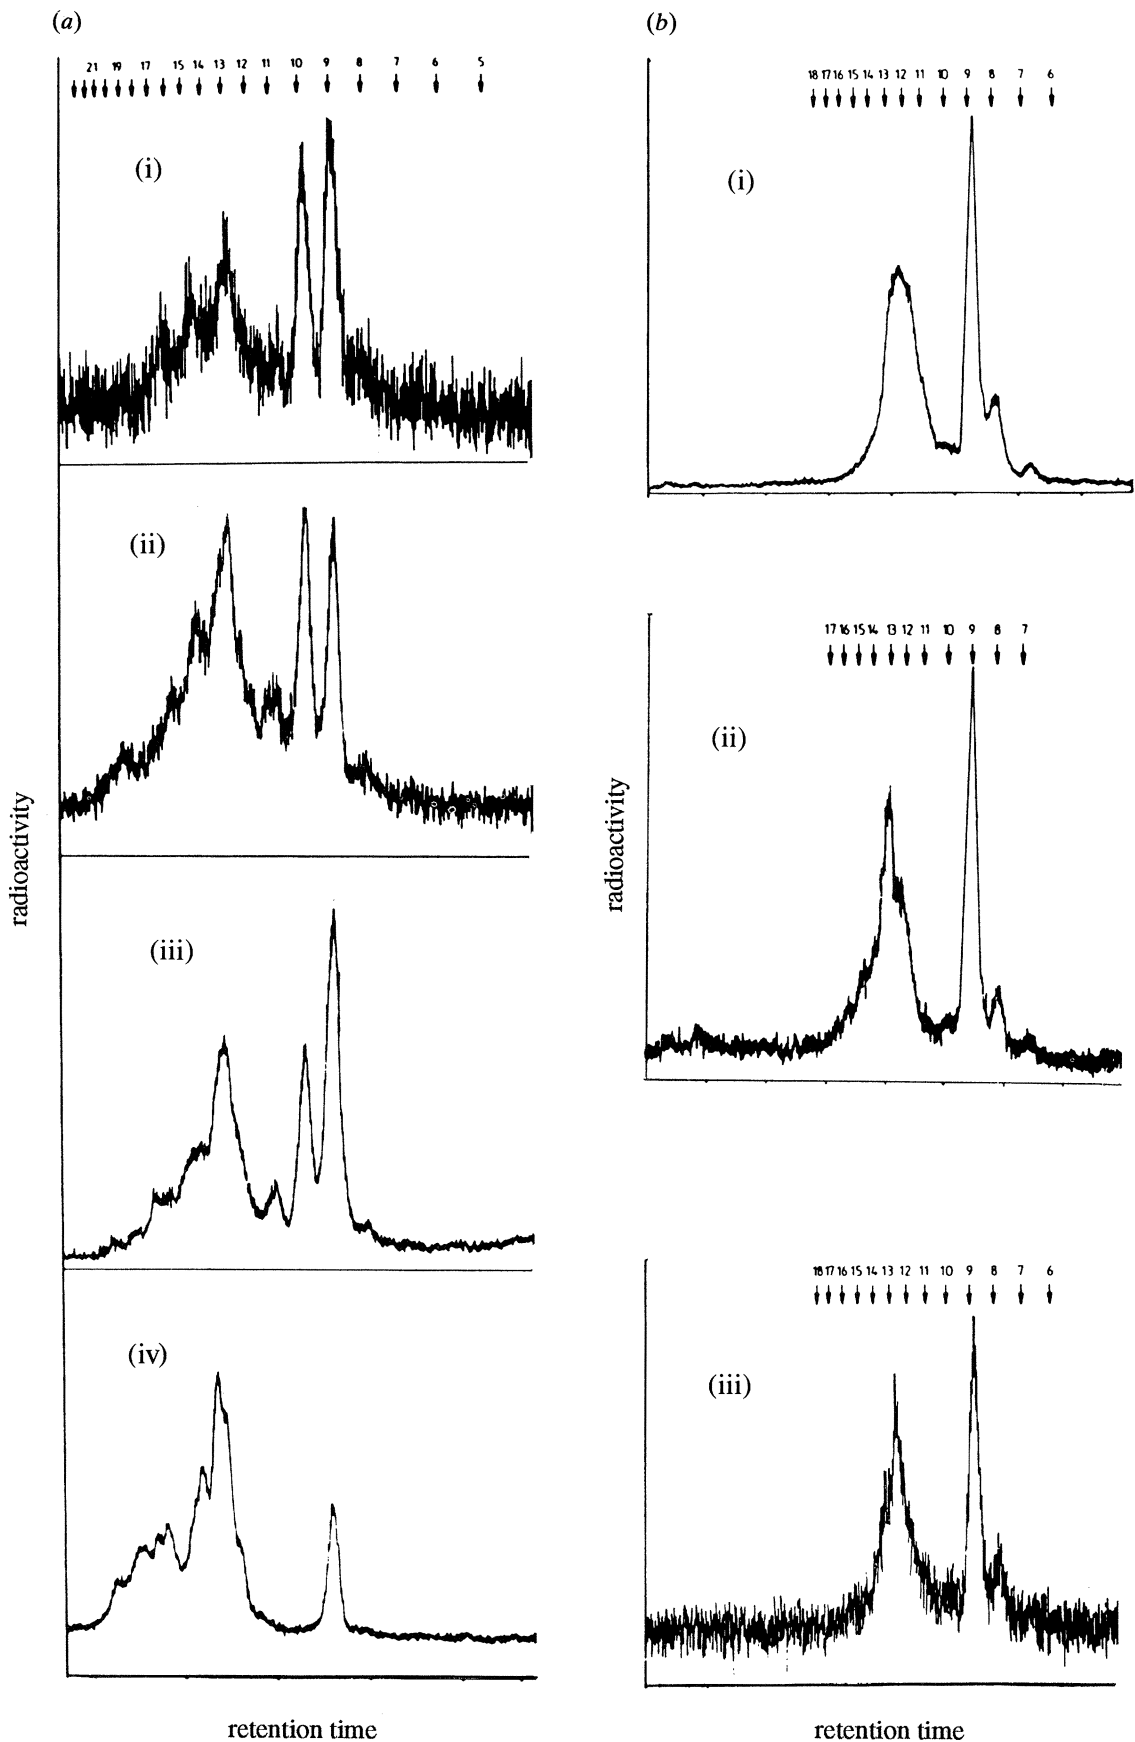 (a)
21 19 17 15 14 13 12 11 10 9 8 7 6 5
(i)
(ii)
(iii)
(iv)
radioactivity
retention time
(b)
18 17 16 15 14 13 12 11 10 9 8 7 6
(i)
17 16 15 14 13 12 11 10 9 8 7
(ii)
18 17 16 15 14 13 12 11 10 9 8 7 6
(iii)
radioactivity
retention time